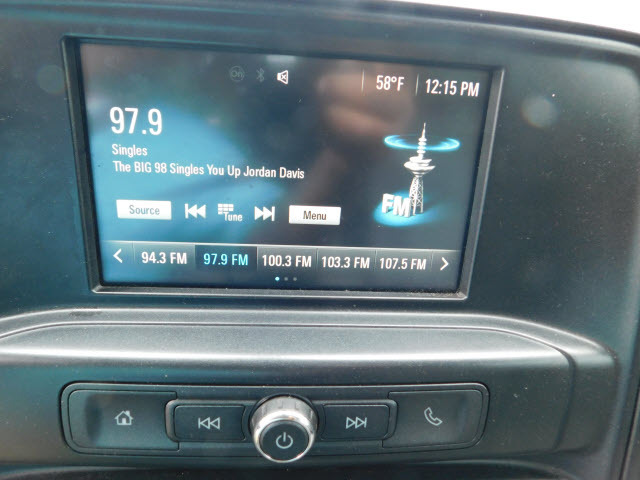 On 58°F 12:15 PM
97.9
Singles
The BIG 98 Singles You Up Jordan Davis
FM
Source Tune Menu
94.3 FM 97.9 FM 100.3 FM 103.3 FM 107.5 FM